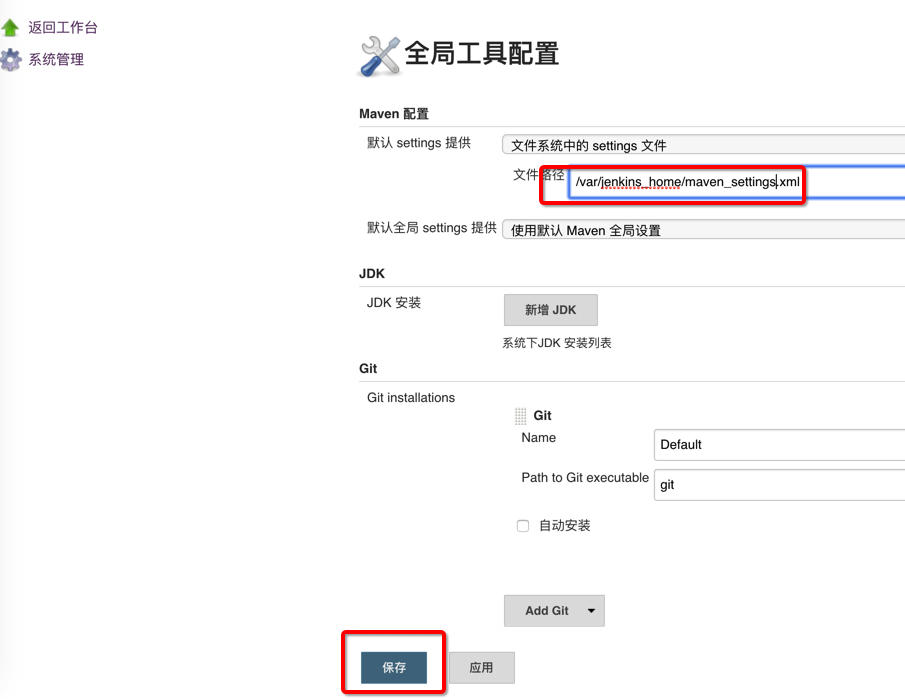 返回工作台
系统管理
全局工具配置
Maven 配置
默认 settings 提供
文件系统中的 settings 文件
文件路径
/var/jenkins_home/maven_settings.xml
默认全局 settings 提供
使用默认 Maven 全局设置
JDK
JDK 安装
新增 JDK
系统下JDK 安装列表
Git
Git installations
Git
Name
Default
Path to Git executable
git
自动安装
Add Git
保存
应用